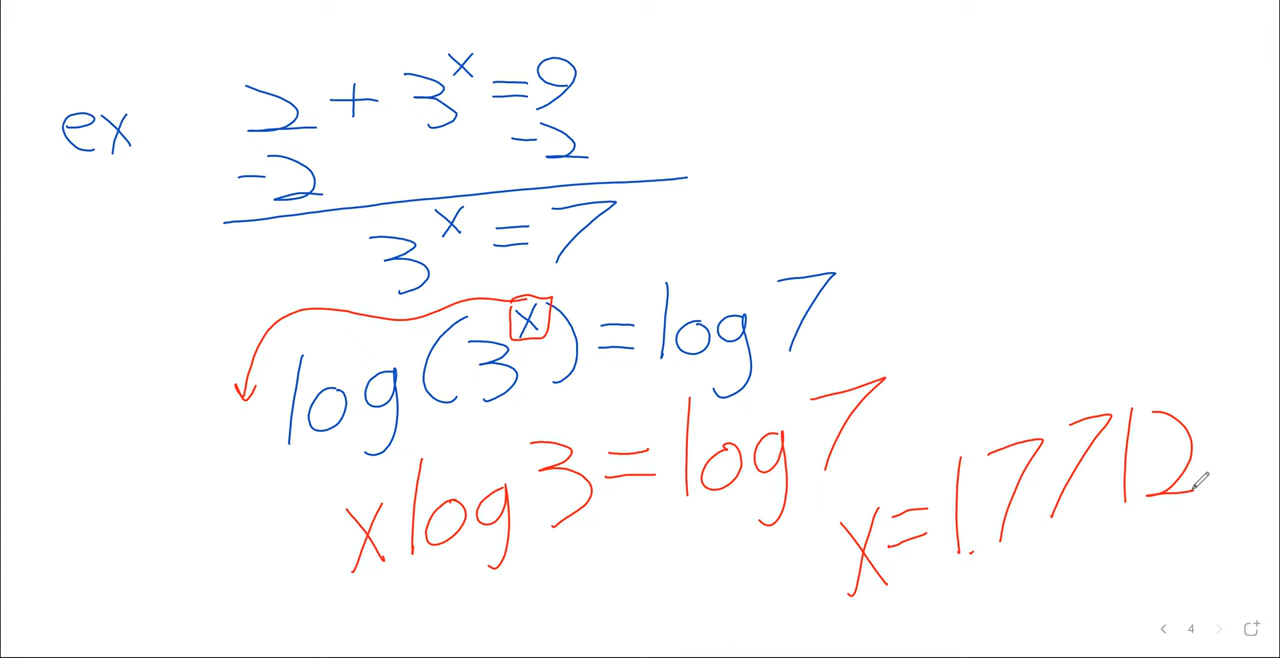 ex 2 + 3^x = 9
-2 -2
3^x = 7
log(3^x) = log 7
x log 3 = log 7
x = 1.7712
4